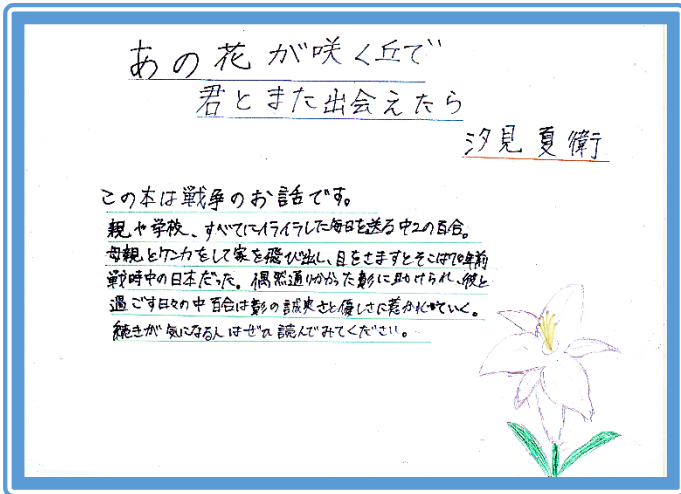 あの花が咲く丘で
君とまた出会えたら
汐見 夏衛
この本は戦争のお話です。
親や学校、すべてにイライラした毎日を送る中2の百合。
母親とケンカをして家を飛び出し、目をさますとそこは70年前
戦時中の日本だった。偶然通りかかった彰に助けられ、彼と
過ごす日々の中百合は彰の誠実さと優しさに惹かれていく。
続きが気になる人はぜひ読んでみてください。